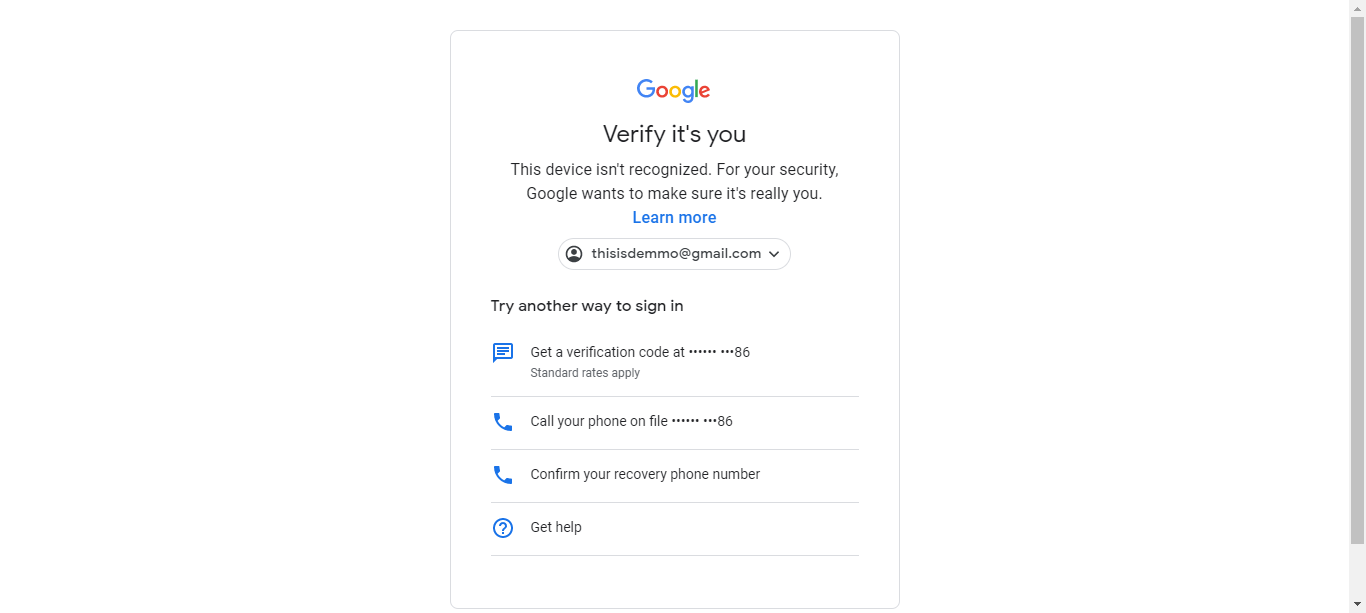 Google
Verify it's you
This device isn't recognized. For your security,
Google wants to make sure it's really you.
Learn more
thisisdemmo@gmail.com
Try another way to sign in
Get a verification code at •••••• •••86
Standard rates apply
Call your phone on file •••••• •••86
Confirm your recovery phone number
Get help